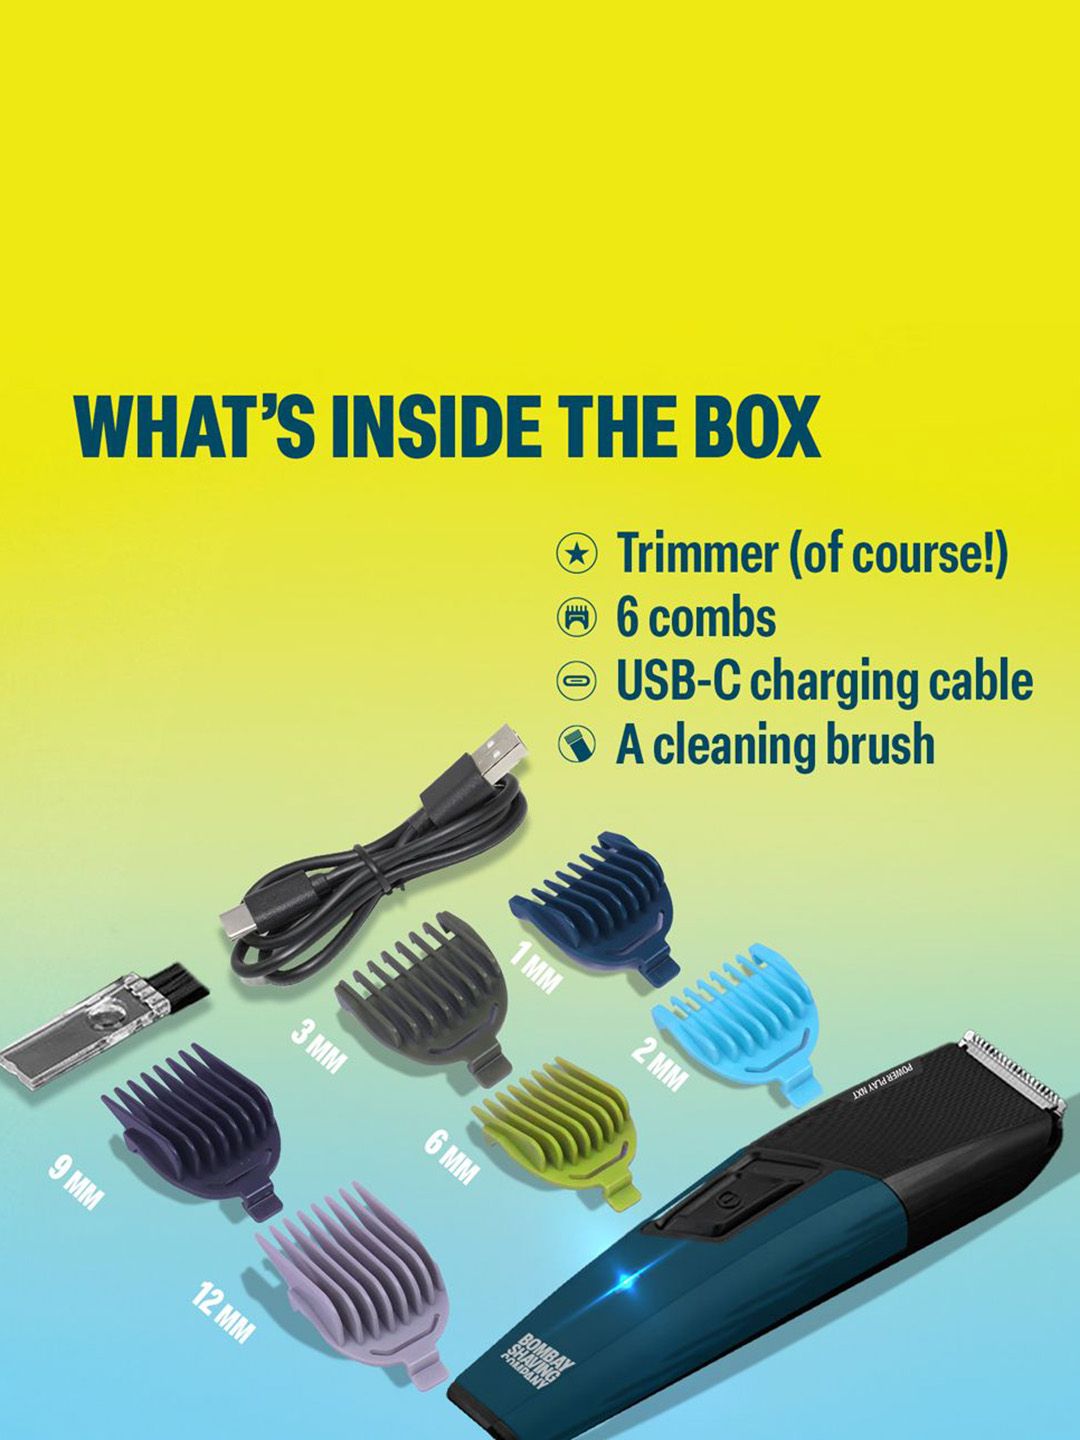 WHAT'S INSIDE THE BOX
Trimmer (of course!)
6 combs
USB-C charging cable
A cleaning brush
1 MM
3 MM
2 MM
6 MM
9 MM
12 MM
POWER PLAY NXT
BOMBAY
SHAVING
COMPANY